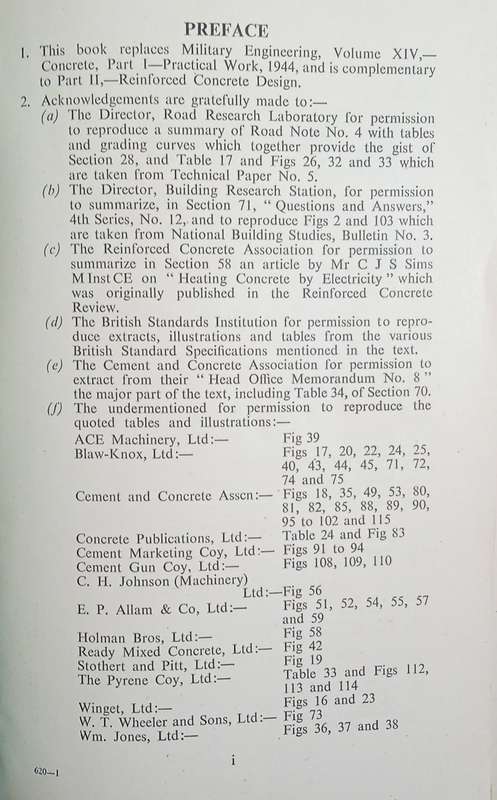 PREFACE
1. This book replaces Military Engineering, Volume XIV,—
Concrete, Part I—Practical Work, 1944, and is complementary
to Part II,—Reinforced Concrete Design.
2. Acknowledgements are gratefully made to:—
(a) The Director, Road Research Laboratory for permission
to reproduce a summary of Road Note No. 4 with tables
and grading curves which together provide the gist of
Section 28, and Table 17 and Figs 26, 32 and 33 which
are taken from Technical Paper No. 5.
(b) The Director, Building Research Station, for permission
to summarize, in Section 71, “ Questions and Answers,”
4th Series, No. 12, and to reproduce Figs 2 and 103 which
are taken from National Building Studies, Bulletin No. 3.
(c) The Reinforced Concrete Association for permission to
summarize in Section 58 an article by Mr C J S Sims
M Inst CE on “ Heating Concrete by Electricity ” which
was originally published in the Reinforced Concrete
Review.
(d) The British Standards Institution for permission to repro-
duce extracts, illustrations and tables from the various
British Standard Specifications mentioned in the text.
(e) The Cement and Concrete Association for permission to
extract from their “ Head Office Memorandum No. 8 ”
the major part of the text, including Table 34, of Section 70.
(f) The undermentioned for permission to reproduce the
quoted tables and illustrations:—
ACE Machinery, Ltd:— Fig 39
Blaw-Knox, Ltd:— Figs 17, 20, 22, 24, 25,
40, 43, 44, 45, 71, 72,
74 and 75
Cement and Concrete Asscn:— Figs 18, 35, 49, 53, 80,
81, 82, 85, 88, 89, 90,
95 to 102 and 115
Concrete Publications, Ltd:— Table 24 and Fig 83
Cement Marketing Coy, Ltd:— Figs 91 to 94
Cement Gun Coy, Ltd:— Figs 108, 109, 110
C. H. Johnson (Machinery)
Ltd:— Fig 56
E. P. Allam & Co, Ltd:— Figs 51, 52, 54, 55, 57
and 59
Holman Bros, Ltd:— Fig 58
Ready Mixed Concrete, Ltd:— Fig 42
Stothert and Pitt, Ltd:— Fig 19
The Pyrene Coy, Ltd:— Table 33 and Figs 112,
113 and 114
Winget, Ltd:— Figs 16 and 23
W. T. Wheeler and Sons, Ltd:— Fig 73
Wm. Jones, Ltd:— Figs 36, 37 and 38
i
620—1